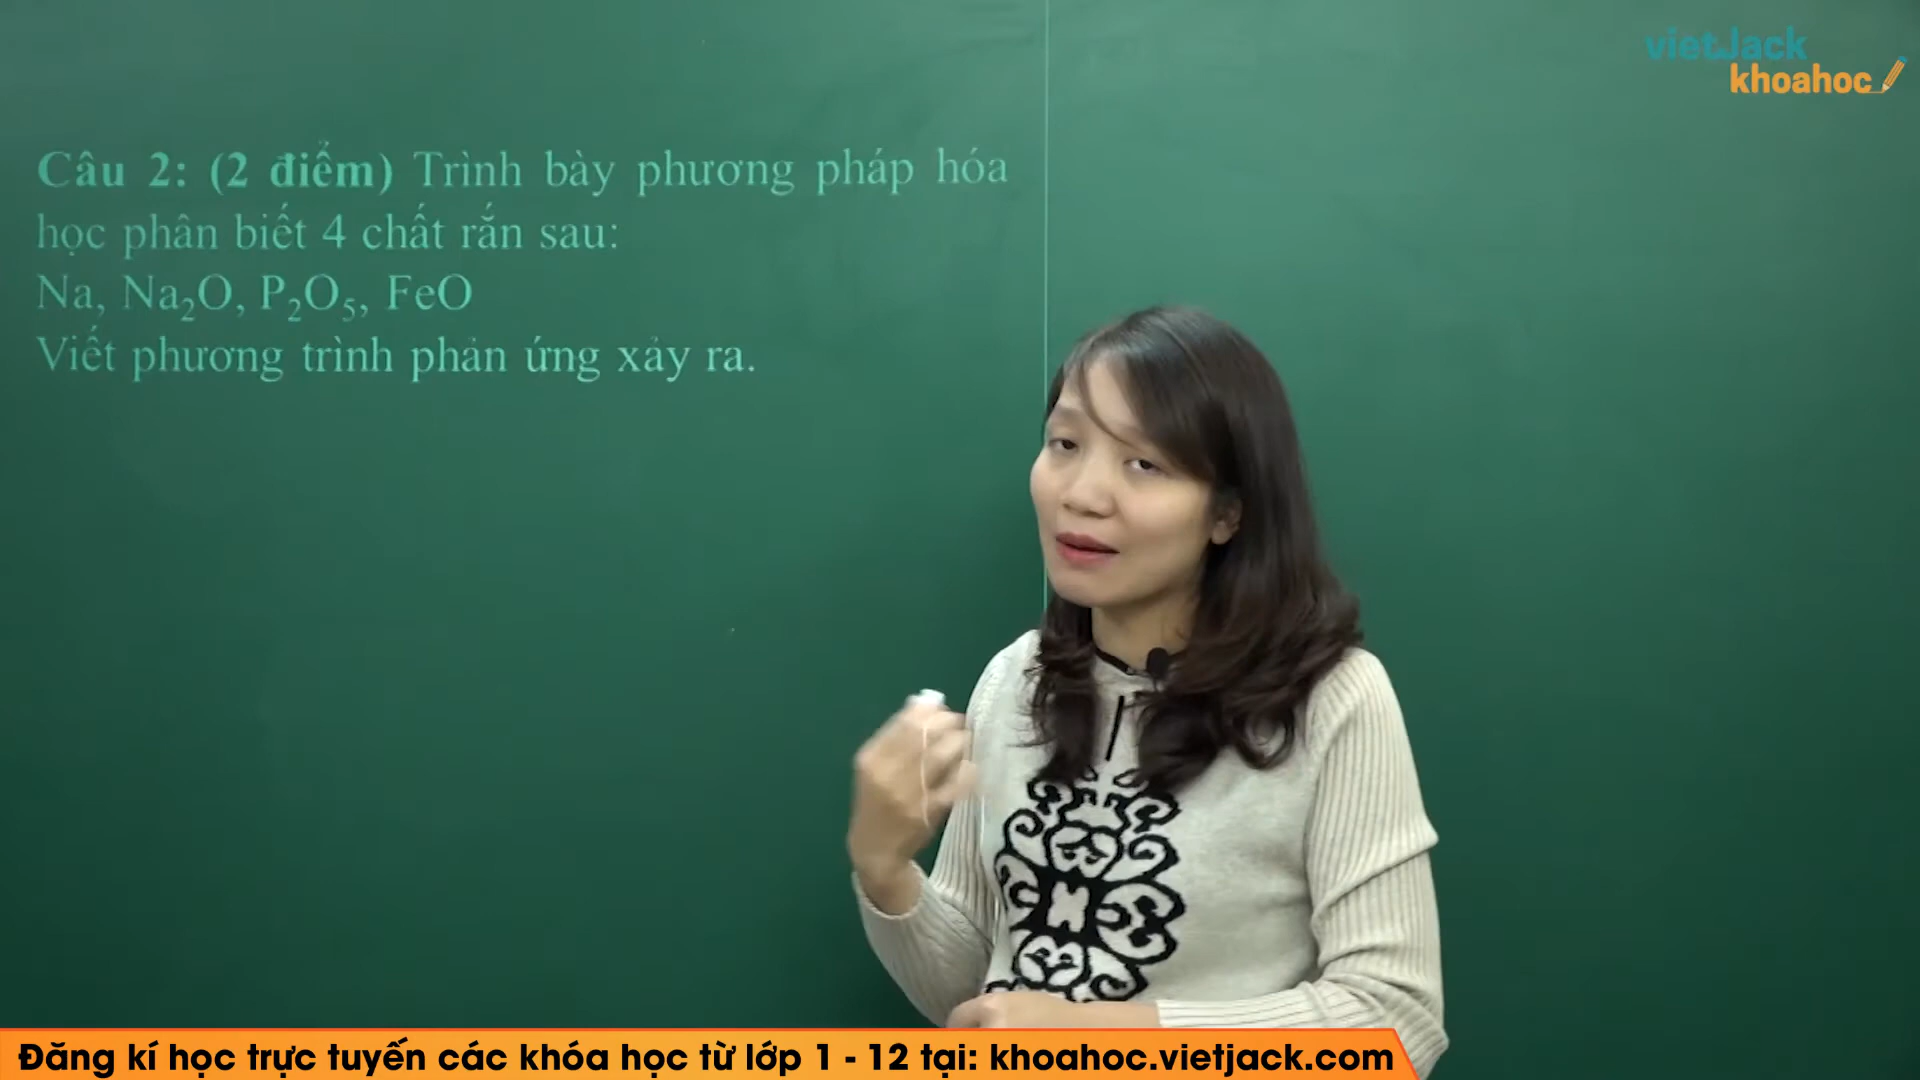 vietJack
khoahoc
Câu 2: (2 điểm) Trình bày phương pháp hóa
học phân biệt 4 chất rắn sau:
Na, Na₂O, P₂O₅, FeO
Viết phương trình phản ứng xảy ra.
Đăng kí học trực tuyến các khóa học từ lớp 1 - 12 tại: khoahoc.vietjack.com